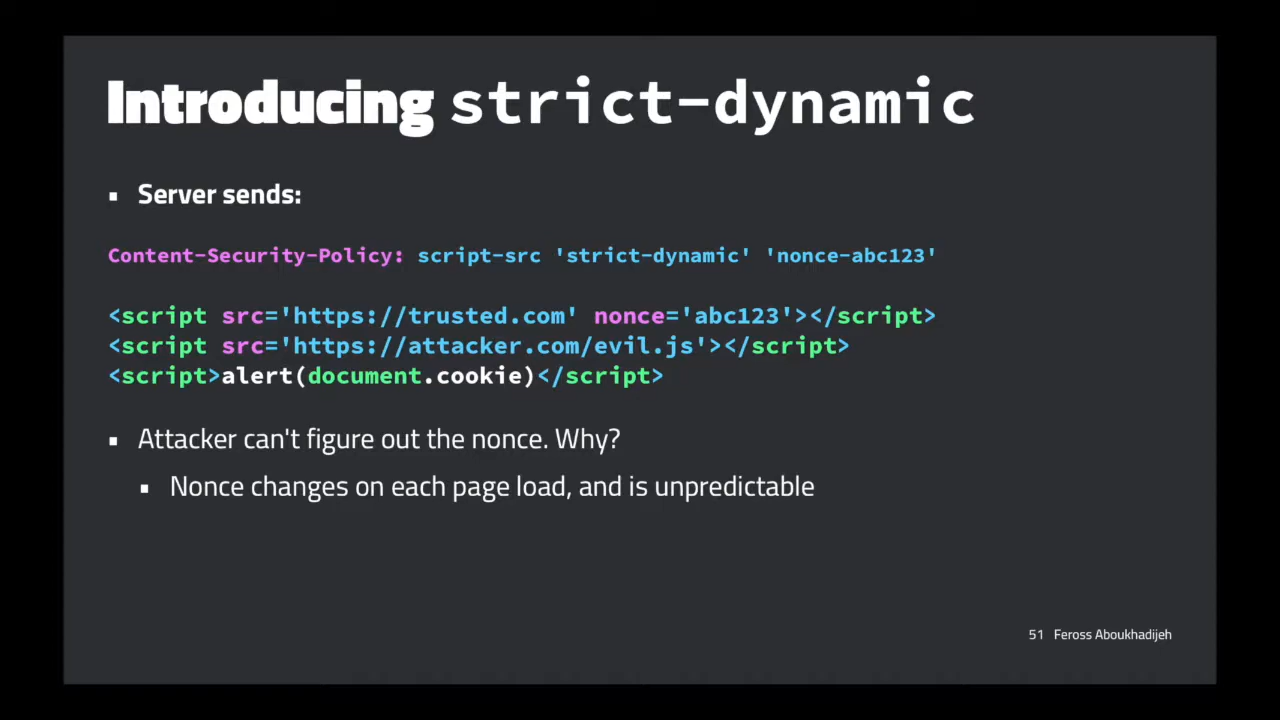 Introducing strict-dynamic
▪ Server sends:
Content-Security-Policy: script-src 'strict-dynamic' 'nonce-abc123'
<script src='https://trusted.com' nonce='abc123'></script>
<script src='https://attacker.com/evil.js'></script>
<script>alert(document.cookie)</script>
▪ Attacker can't figure out the nonce. Why?
▪ Nonce changes on each page load, and is unpredictable
51 Feross Aboukhadijeh